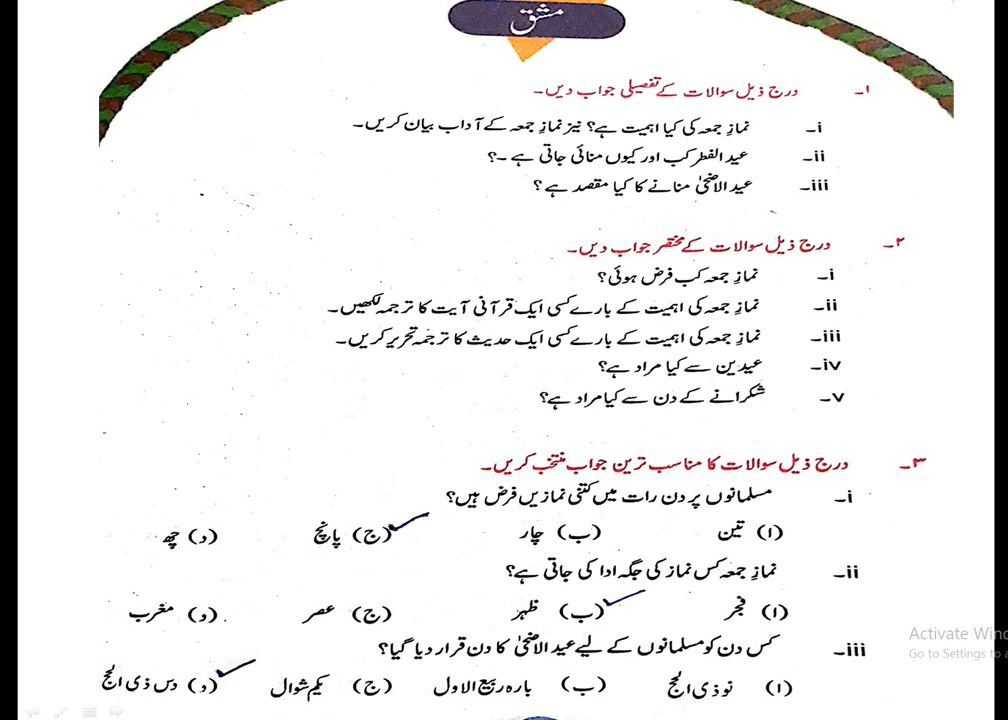 مشق
۱۔ درج ذیل سوالات کے تفصیلی جواب دیں۔
i۔ نمازِ جمعہ کی کیا اہمیت ہے؟ نیز نمازِ جمعہ کے آداب بیان کریں۔
ii۔ عید الفطر کب اور کیوں منائی جاتی ہے ۔؟
iii۔ عید الاضحیٰ منانے کا کیا مقصد ہے؟
۲۔ درج ذیل سوالات کے مختصر جواب دیں۔
i۔ نمازِ جمعہ کب فرض ہوئی؟
ii۔ نمازِ جمعہ کی اہمیت کے بارے کسی ایک قرآنی آیت کا ترجمہ لکھیں۔
iii۔ نمازِ جمعہ کی اہمیت کے بارے کسی ایک حدیث کا ترجمہ تحریر کریں۔
iv۔ عیدین سے کیا مراد ہے؟
v۔ شکرانے کے دن سے کیا مراد ہے؟
۳۔ درج ذیل سوالات کا مناسب ترین جواب منتخب کریں۔
i۔ مسلمانوں پر دن رات میں کتنی نمازیں فرض ہیں؟
(ا) تین (ب) چار (ج) پانچ (د) چھ
ii۔ نمازِ جمعہ کس نماز کی جگہ ادا کی جاتی ہے؟
(ا) فجر (ب) ظہر (ج) عصر (د) مغرب
iii۔ کس دن کو مسلمانوں کے لیے عید الاضحیٰ کا دن قرار دیا گیا؟
(ا) نو ذی الحج (ب) بارہ ربیع الاول (ج) یکم شوال (د) دس ذی الحج
Activate Wind
Go to Settings to a